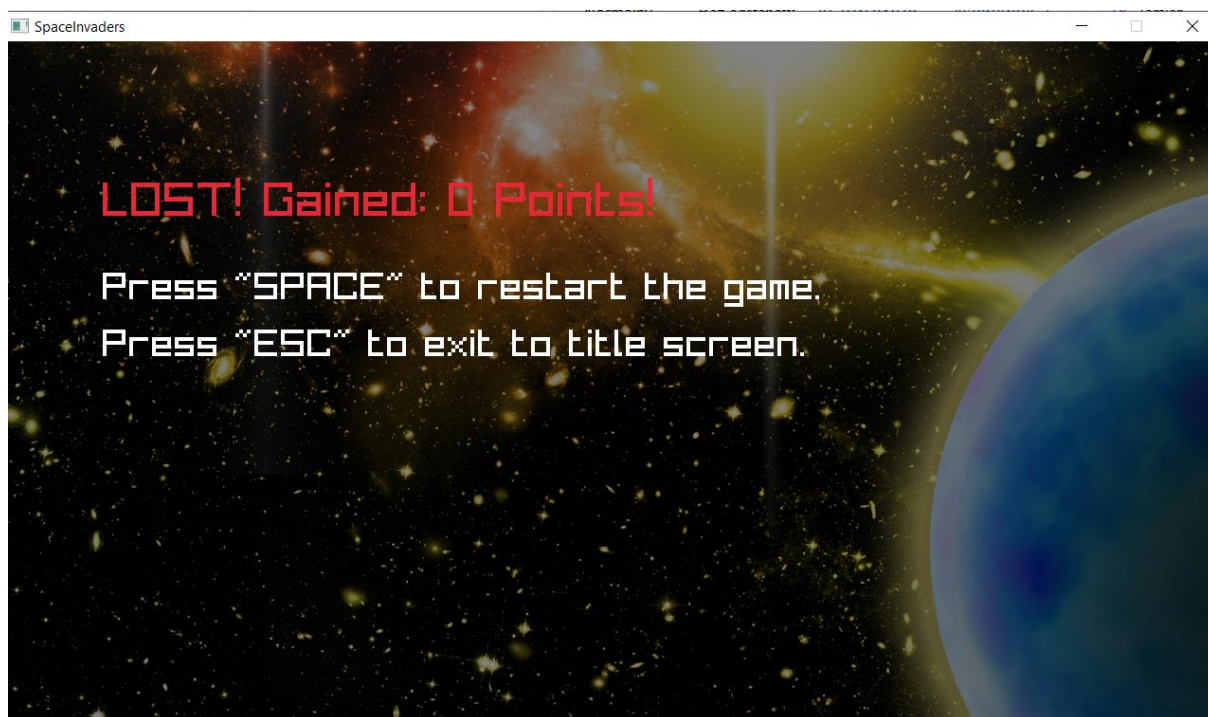 SpaceInvaders
LOST! Gained: 0 Points!
Press "SPACE" to restart the game.
Press "ESC" to exit to title screen.